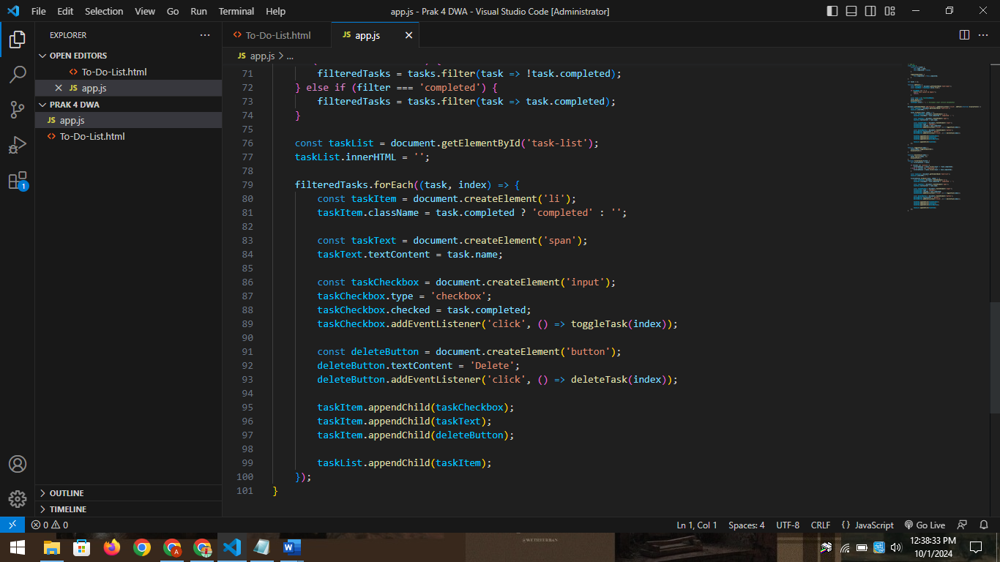 File Edit Selection View Go Run Terminal Help
app.js - Prak 4 DWA - Visual Studio Code [Administrator]
EXPLORER
OPEN EDITORS
To-Do-List.html
JS app.js
PRAK 4 DWA
JS app.js
To-Do-List.html
OUTLINE
TIMELINE
To-Do-List.html
JS app.js
JS app.js > ...
71 filteredTasks = tasks.filter(task => !task.completed);
72 } else if (filter === 'completed') {
73 filteredTasks = tasks.filter(task => task.completed);
74 }
75
76 const taskList = document.getElementById('task-list');
77 taskList.innerHTML = '';
78
79 filteredTasks.forEach((task, index) => {
80 const taskItem = document.createElement('li');
81 taskItem.className = task.completed ? 'completed' : '';
82
83 const taskText = document.createElement('span');
84 taskText.textContent = task.name;
85
86 const taskCheckbox = document.createElement('input');
87 taskCheckbox.type = 'checkbox';
88 taskCheckbox.checked = task.completed;
89 taskCheckbox.addEventListener('click', () => toggleTask(index));
90
91 const deleteButton = document.createElement('button');
92 deleteButton.textContent = 'Delete';
93 deleteButton.addEventListener('click', () => deleteTask(index));
94
95 taskItem.appendChild(taskCheckbox);
96 taskItem.appendChild(taskText);
97 taskItem.appendChild(deleteButton);
98
99 taskList.appendChild(taskItem);
100 });
101 }
1
0 0
Ln 1, Col 1 Spaces: 4 UTF-8 CRLF {} JavaScript Go Live
12:38:33 PM
10/1/2024